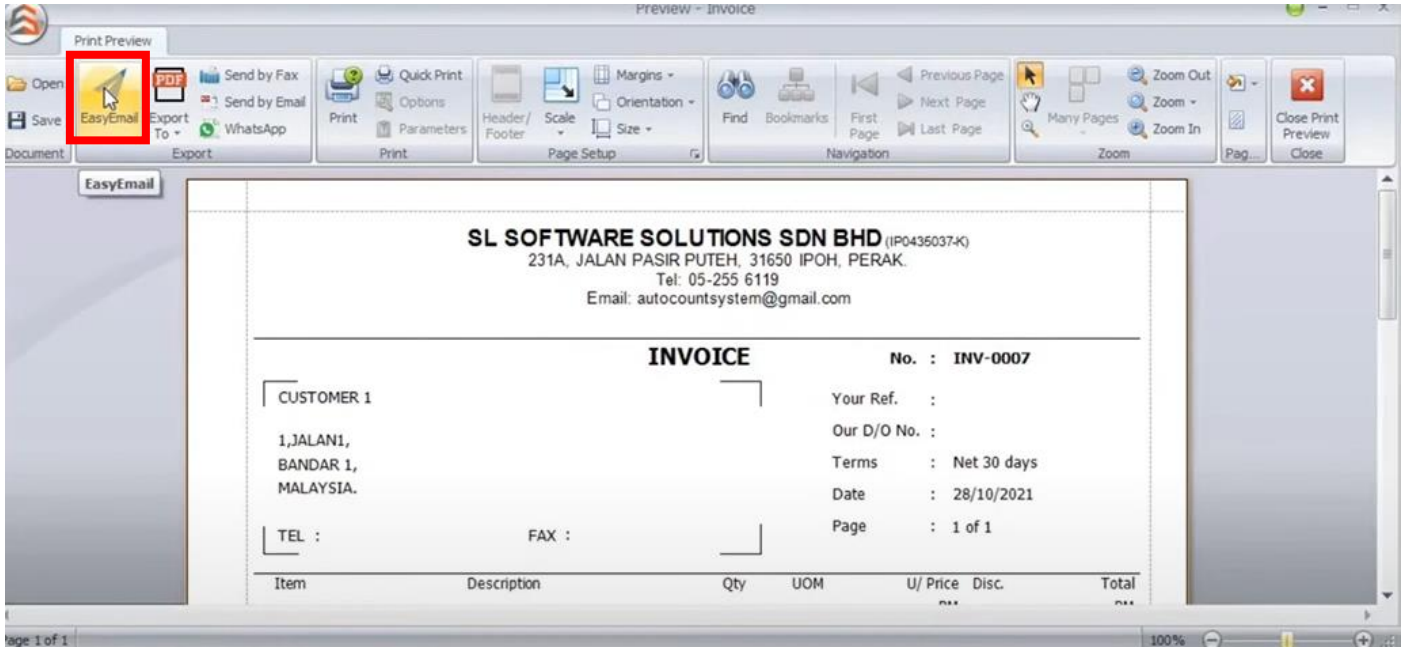 Preview - Invoice
Print Preview
Open
Save
Document
EasyEmail
PDF
Export To
Send by Fax
Send by Email
WhatsApp
Export
Print
Quick Print
Options
Parameters
Print
Header/ Footer
Scale
Margins
Orientation
Size
Page Setup
Find
Bookmarks
First Page
Previous Page
Next Page
Last Page
Navigation
Many Pages
Zoom Out
Zoom
Zoom In
Zoom
Pag...
Close Print Preview
Close
EasyEmail
SL SOFTWARE SOLUTIONS SDN BHD (IP0435037-K)
231A, JALAN PASIR PUTEH, 31650 IPOH, PERAK.
Tel: 05-255 6119
Email: autocountsystem@gmail.com
INVOICE
No. : INV-0007
CUSTOMER 1
1,JALAN1,
BANDAR 1,
MALAYSIA.
TEL : FAX :
Your Ref. :
Our D/O No. :
Terms : Net 30 days
Date : 28/10/2021
Page : 1 of 1
Item Description Qty UOM U/ Price Disc. Total
Page 1 of 1
100%